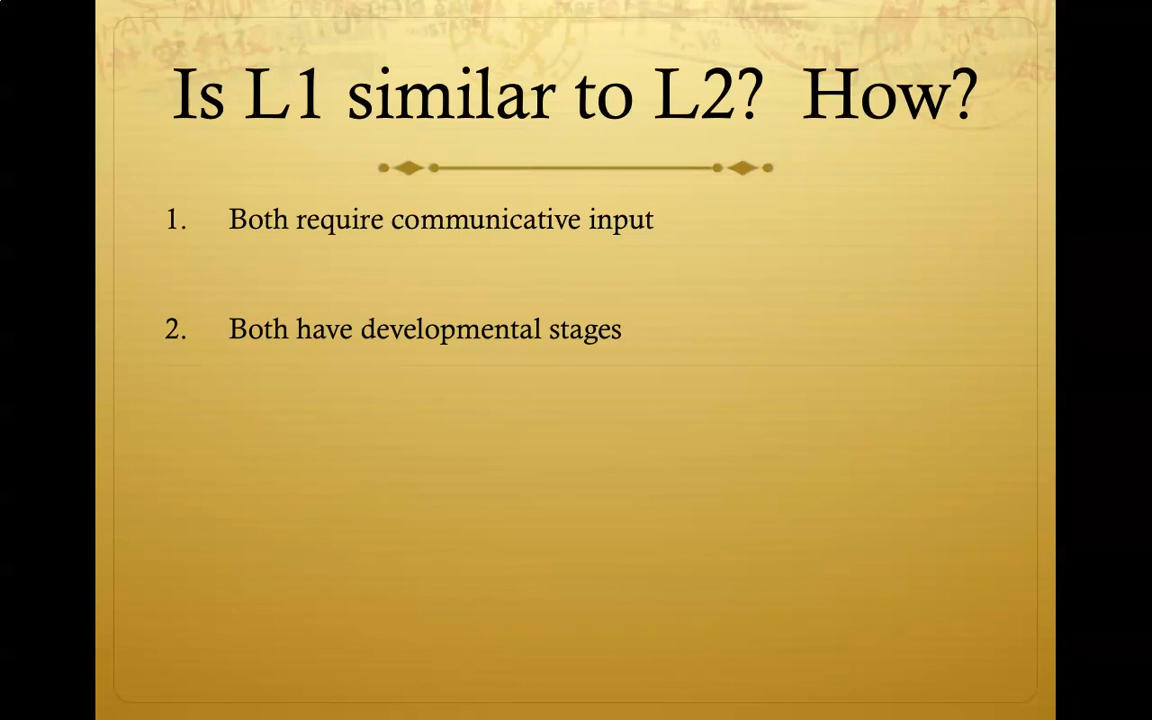 Is L1 similar to L2? How?
1. Both require communicative input
2. Both have developmental stages